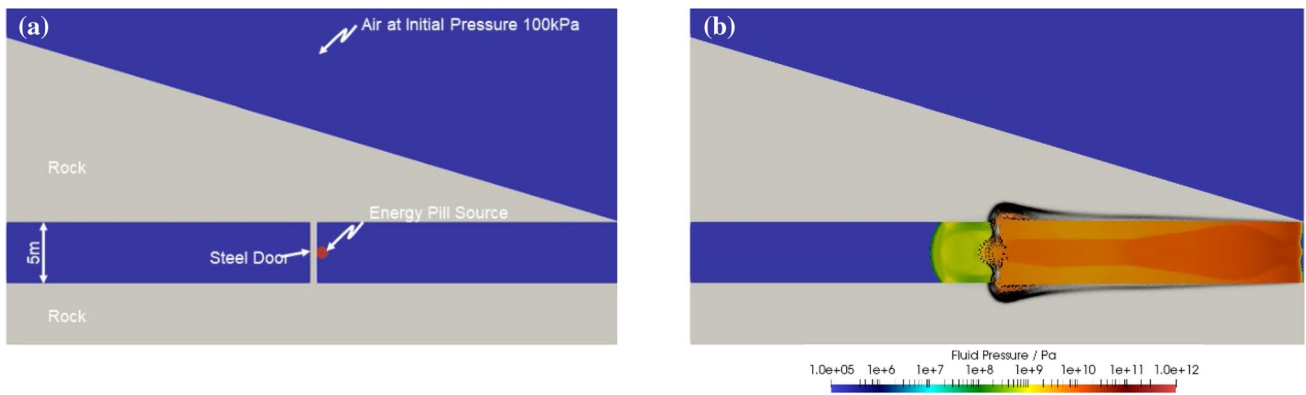 (a)
Air at Initial Pressure 100kPa
Rock
Energy Pill Source
5m
Steel Door
Rock
(b)
Fluid Pressure / Pa
1.0e+05 1e+6 1e+7 1e+8 1e+9 1e+10 1e+11 1.0e+12